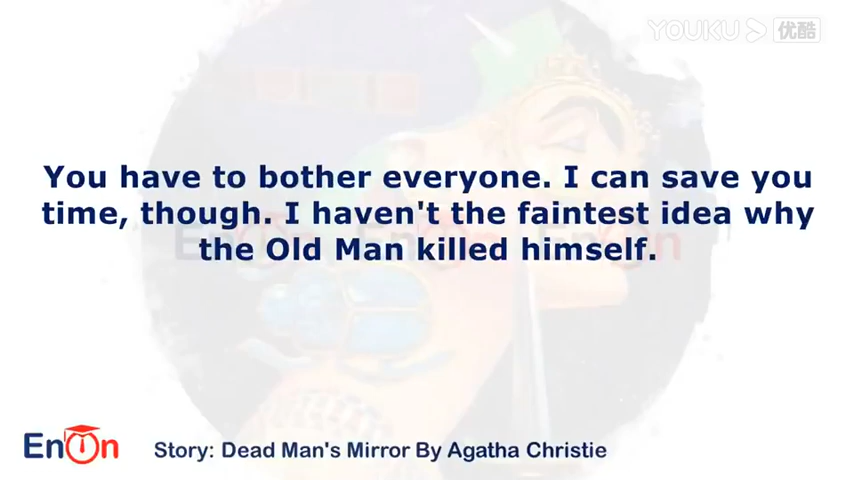 YOUKU 优酷
You have to bother everyone. I can save you
time, though. I haven't the faintest idea why
the Old Man killed himself.
EnOn
EnOn
Story: Dead Man's Mirror By Agatha Christie